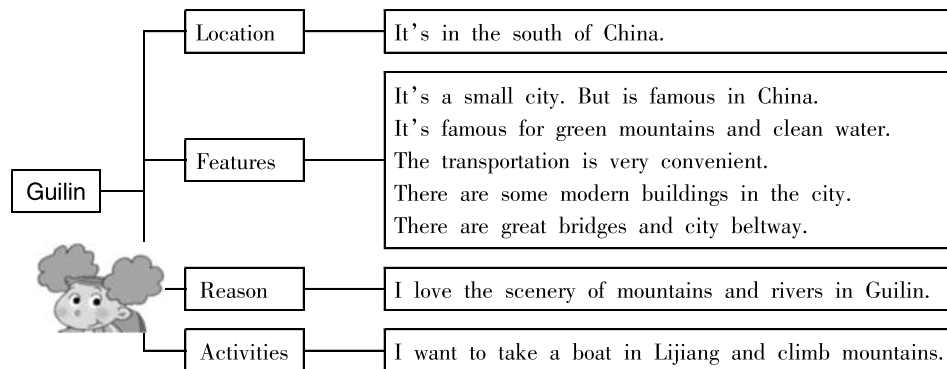 Location
It's in the south of China.
It's a small city. But is famous in China.
It's famous for green mountains and clean water.
Features
The transportation is very convenient.
Guilin
There are some modern buildings in the city.
There are great bridges and city beltway.
Reason
I love the scenery of mountains and rivers in Guilin.
Activities
I want to take a boat in Lijiang and climb mountains.